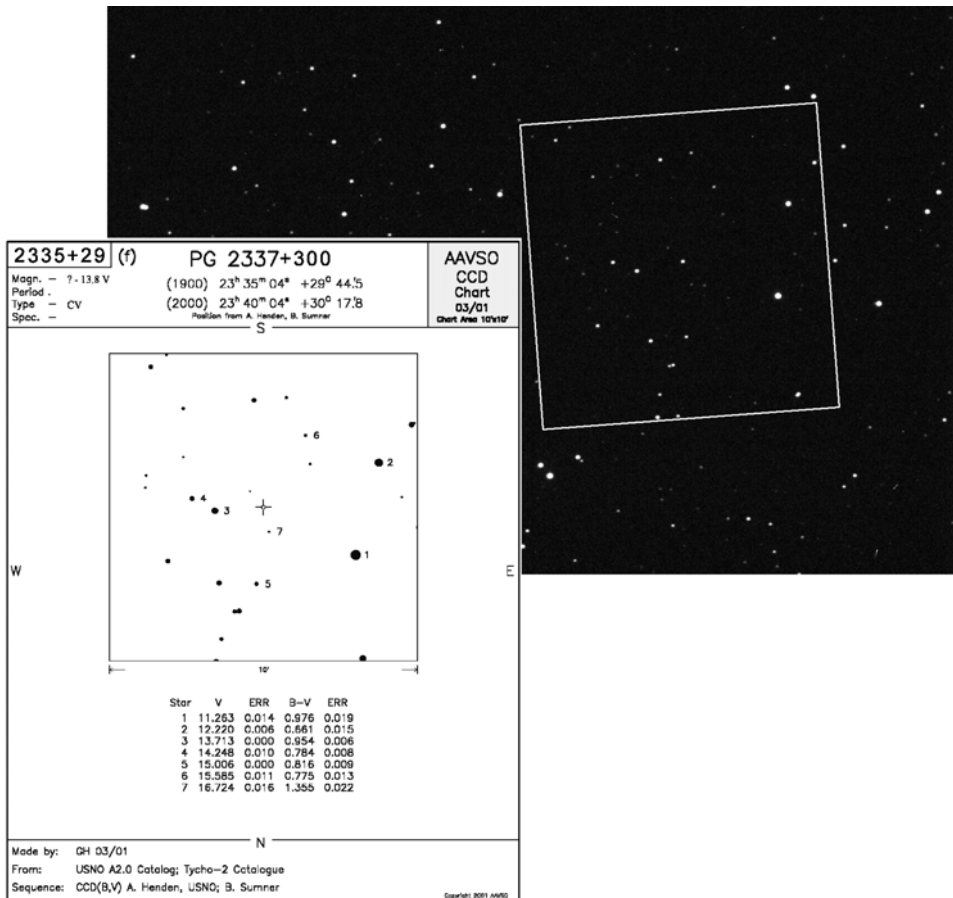 2335+29 (f) PG 2337+300
Magn. — ? - 13.8 V
Period .
Type — CV
Spec. —
(1900) 23ʰ 35ᵐ 04ˢ +29° 44.'5
(2000) 23ʰ 40ᵐ 04ˢ +30° 17.'8
Position from A. Henden, B. Sumner
AAVSO
CCD
Chart
03/01
Chart Area 10'x10'
S
6
2
4
3
7
W
1
E
5
10'
Star V ERR B-V ERR
1 11.263 0.014 0.976 0.019
2 12.220 0.006 0.661 0.015
3 13.713 0.000 0.954 0.006
4 14.248 0.010 0.784 0.008
5 15.006 0.000 0.816 0.009
6 15.585 0.011 0.775 0.013
7 16.724 0.016 1.355 0.022
N
Made by: GH 03/01
From: USNO A2.0 Catalog; Tycho-2 Catalogue
Sequence: CCD(B,V) A. Henden, USNO; B. Sumner
Copyright 2001 AAVSO